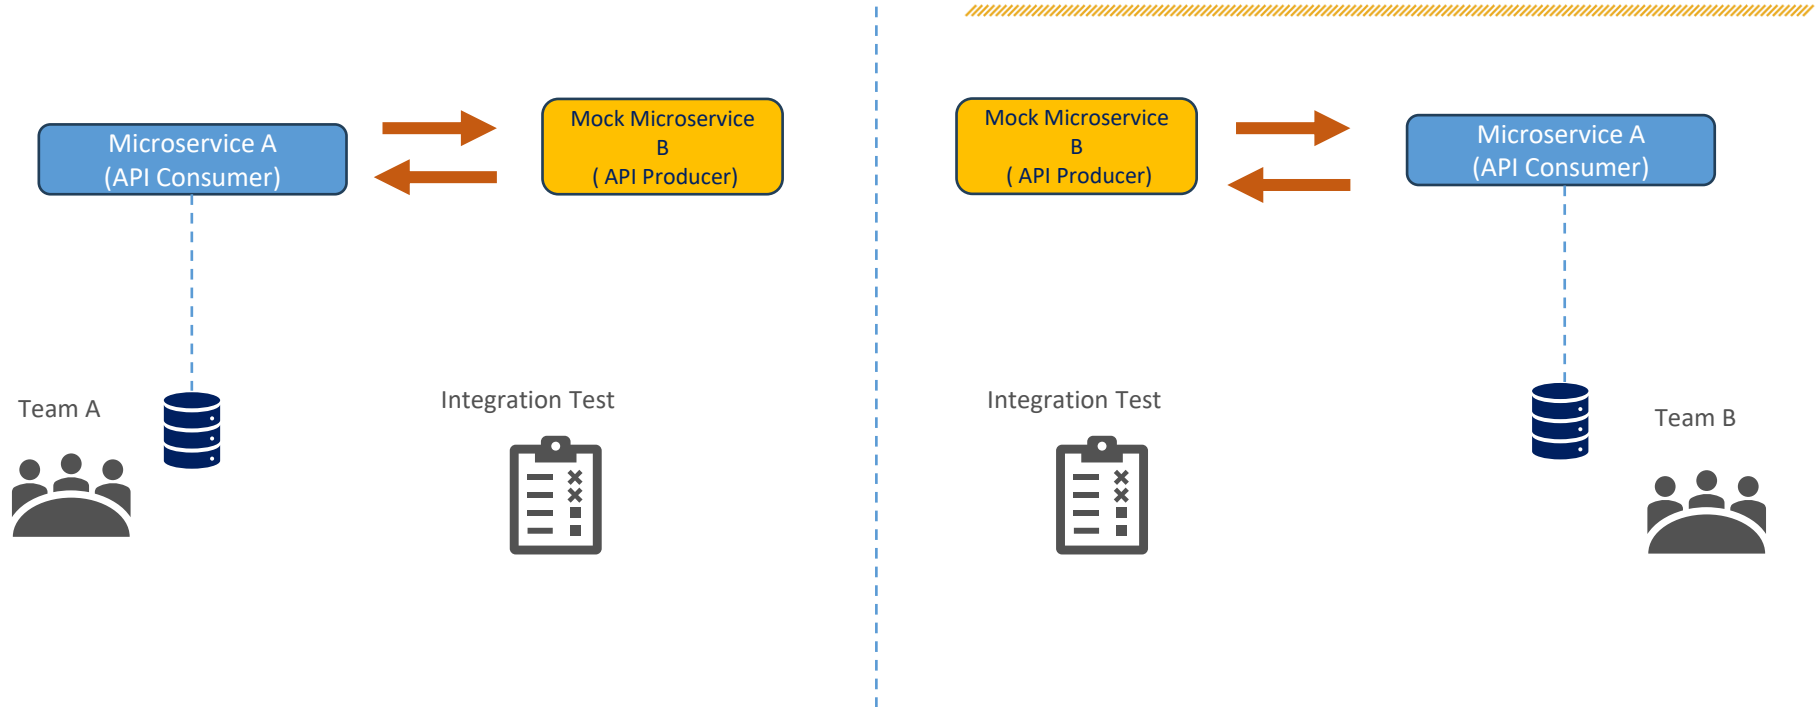 Microservice A
(API Consumer)
Mock Microservice
B
( API Producer)
Team A
Integration Test
Mock Microservice
B
( API Producer)
Microservice A
(API Consumer)
Integration Test
Team B